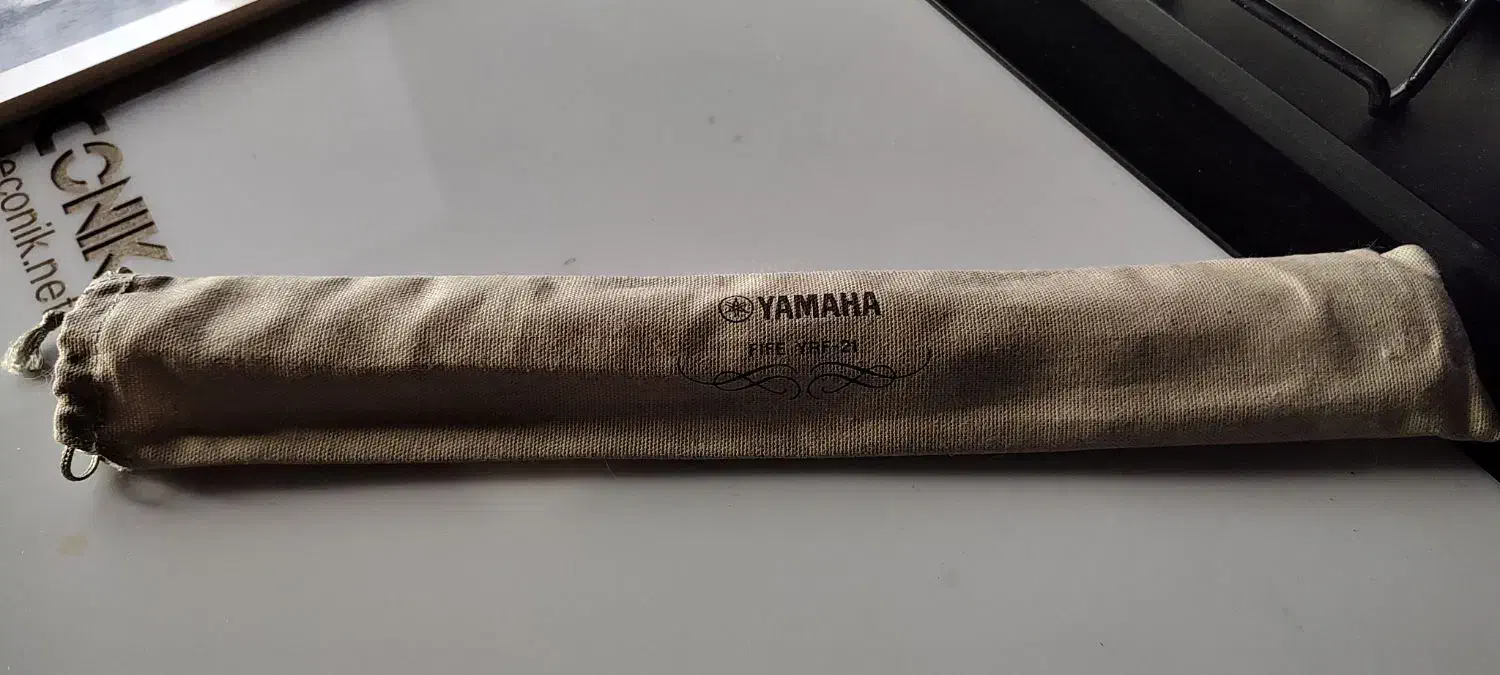 YAMAHA
FIFE YRF-21
ECNIK
econik.net